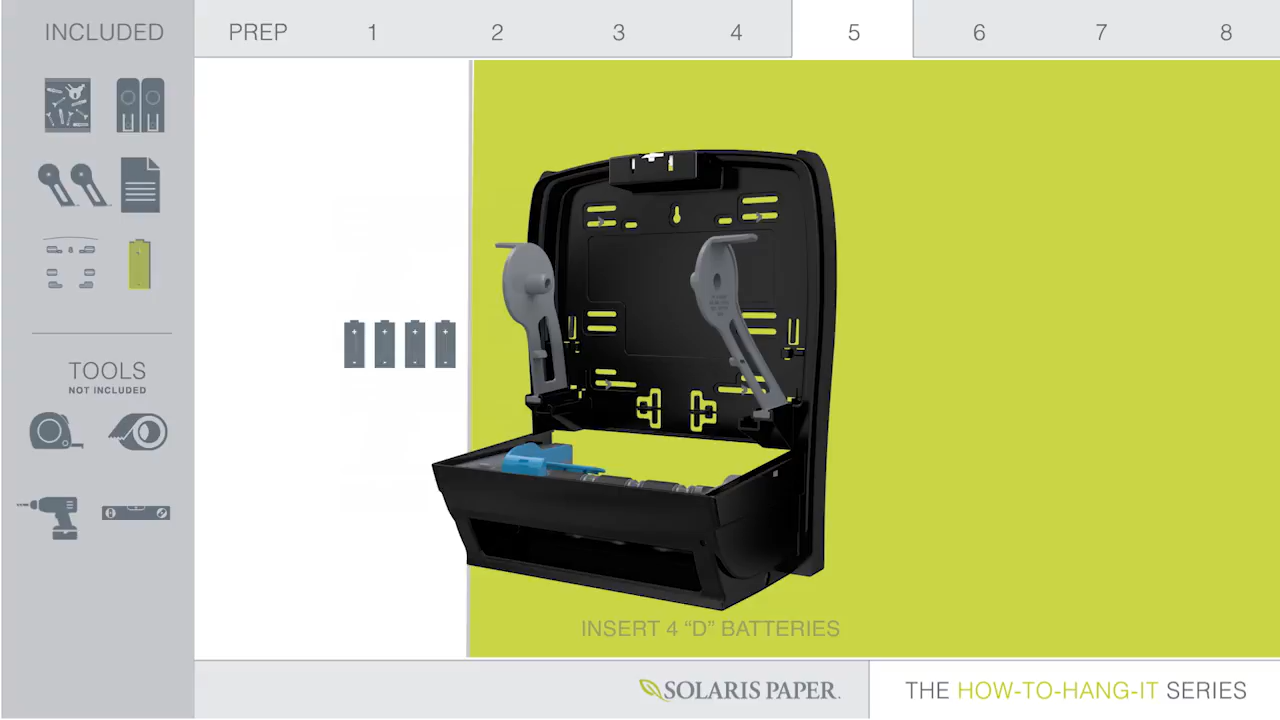 INCLUDED
PREP 1 2 3 4 5 6 7 8
TOOLS
NOT INCLUDED
INSERT 4 “D” BATTERIES
SOLARIS PAPER.
THE HOW-TO-HANG-IT SERIES